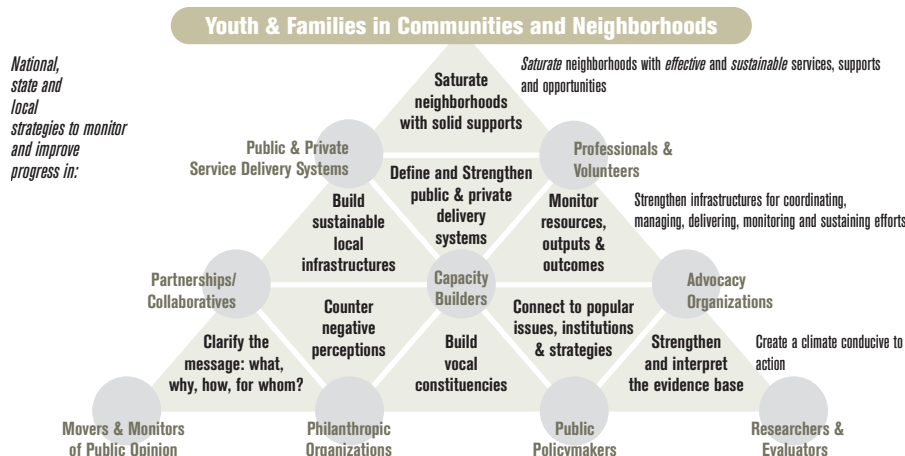 Youth & Families in Communities and Neighborhoods
National,
state and
local
strategies to monitor
and improve
progress in:
Saturate neighborhoods with effective and sustainable services, supports
and opportunities
Saturate
neighborhoods
with solid supports
Public & Private
Service Delivery Systems
Professionals &
Volunteers
Define and Strengthen
public & private
delivery
systems
Build
sustainable
local
infrastructures
Monitor
resources,
outputs &
outcomes
Strengthen infrastructures for coordinating,
managing, delivering, monitoring and sustaining efforts
Partnerships/
Collaboratives
Capacity
Builders
Advocacy
Organizations
Counter
negative
perceptions
Connect to popular
issues, institutions
& strategies
Clarify the
message: what,
why, how, for whom?
Build
vocal
constituencies
Strengthen
and interpret
the evidence base
Create a climate conducive to
action
Movers & Monitors
of Public Opinion
Philanthropic
Organizations
Public
Policymakers
Researchers &
Evaluators